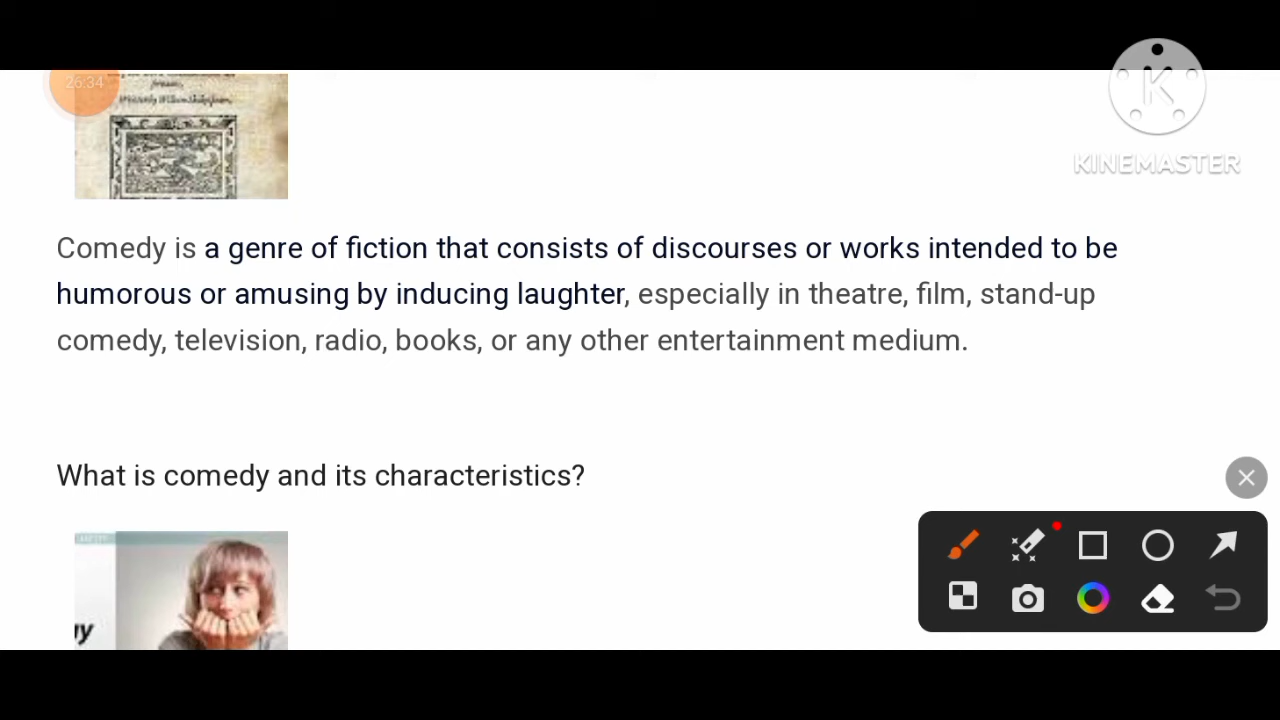 26:34
KINEMASTER
Comedy is a genre of fiction that consists of discourses or works intended to be
humorous or amusing by inducing laughter, especially in theatre, film, stand-up
comedy, television, radio, books, or any other entertainment medium.
What is comedy and its characteristics?